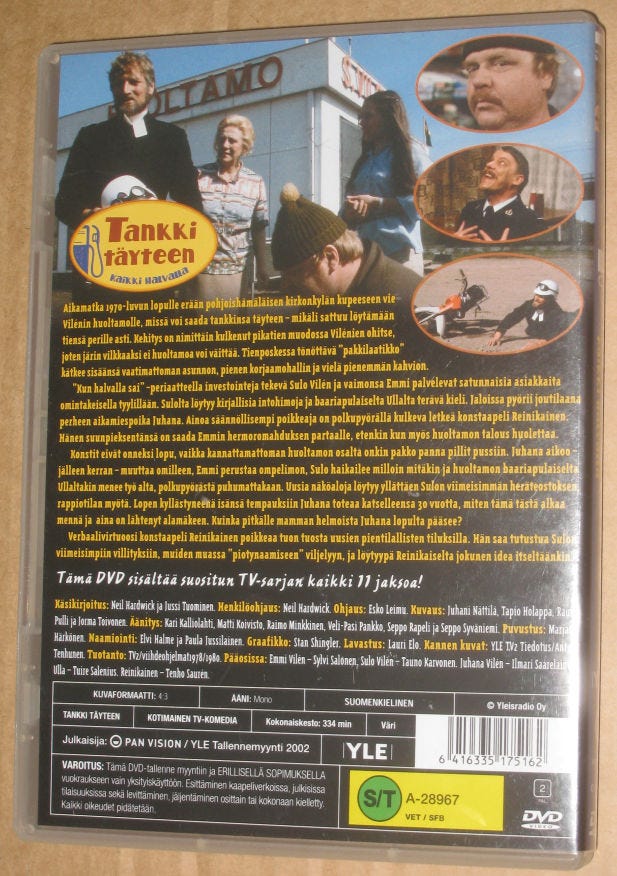 HUOLTAMO
TANKKI
TÄYTEEN
KAIKKI HALVALLA
Aikamatka 1970-luvun lopulle erään pohjoishämäläisen kirkonkylän kupeeseen vie
Vilénin huoltamolle, missä voi saada tankkinsa täyteen – mikäli sattuu löytämään
tiensä perille asti. Kehitys on nimittäin kulkenut pikatien muodossa Vilénien ohitse,
joten järin vilkkaaksi ei huoltamoa voi väittää. Tienposkessa tönöttävä "pakkilaatikko"
kätkee sisäänsä vaatimattoman asunnon, pienen korjaamohallin ja vielä pienemmän kahvion.
"Kun halvalla sai" -periaatteella investointeja tekevä Sulo Vilén ja vaimonsa Emmi palvelevat satunnaisia asiakkaita
omintakeisella tyylillään. Sulolta löytyy kirjallisia intohimoja ja baariapulaiselta Ullalta terävä kieli. Jaloissa pyörii joutilaana
perheen aikamiespoika Juhana. Ainoa säännöllisempi poikkeaja on polkupyörällä kulkeva letkeä konstaapeli Reinikainen.
Hänen suunpieksentänsä on saada Emmin hermoromahduksen partaalle, etenkin kun myös huoltamon talous huolettaa.
Konstit eivät onneksi lopu, vaikka kannattamattoman huoltamon osalta onkin pakko panna pillit pussiin. Juhana aikoo –
jälleen kerran – muuttaa omilleen, Emmi perustaa ompelimon, Sulo haikailee milloin mitäkin ja huoltamon baariapulaiselta
Ullaltakin menee työ alta, polkupyörästä puhumattakaan. Uusia näköaloja löytyy yllättäen Sulon viimeisimmän heräteostoksen,
rappiotilan myötä. Lopen kyllästyneenä isänsä tempauksiin Juhana toteaa katselleensa 30 vuotta, miten tämä tästä alkaa
mennä ja aina on lähtenyt alamäkeen. Kuinka pitkälle mamman helmoista Juhana lopulta pääsee?
Verbaalivirtuoosi konstaapeli Reinikainen poikkeaa tuon tuosta uusien pientilallisten tiluksilla. Hän saa tutustua Sulon
viimeisimpiin villityksiin, muiden muassa "piotynaamiseen" viljelyyn, ja löytyypä Reinikaiselta jokunen idea itseltäänkin.
Tämä DVD sisältää suositun TV-sarjan kaikki 11 jaksoa!
Käsikirjoitus: Neil Hardwick ja Jussi Tuominen. Henkilöohjaus: Neil Hardwick. Ohjaus: Esko Leimu. Kuvaus: Juhani Nättilä, Tapio Holappa,
Pulli ja Jorma Toivonen. Äänitys: Kari Kalliolahti, Matti Koivisto, Raimo Minkkinen, Veli-Pasi Pankko, Seppo Rapeli ja Seppo Syväniemi. Puvustus:
Härkönen. Naamiointi: Elvi Halme ja Paula Jussilainen. Graafikko: Stan Shingler. Lavastus: Lauri Elo. Kannen kuvat: YLE TV2 Tiedotus/
Tenhunen. Tuotanto: TV2/viihdeohjelmat1978/1980. Pääosissa: Emmi Vilén – Sylvi Salonen, Sulo Vilén – Tauno Karvonen. Juhana Vilén – Ilmari Saarelainen
Ulla – Tuire Salenius. Reinikainen – Tenho Saurén.
KUVAFORMAATTI: 4:3 ÄÄNI: Mono SUOMENKIELINEN © Yleisradio Oy
TANKKI TÄYTEEN KOTIMAINEN TV-KOMEDIA Kokonaiskesto: 334 min Väri
Julkaisija: PAN VISION / YLE Tallennemyynti 2002 YLE
6 416335 175162
VAROITUS: Tämä DVD-tallenne myyntiin ja ERILLISELLÄ SOPIMUKSELLA
vuokraukseen vain yksityiskäyttöön. Esittäminen kaapeliverkoissa, julkisissa
tilaisuuksissa sekä levittäminen, jäljentäminen osittain tai kokonaan kielletty.
Kaikki oikeudet pidätetään.
S/T A-28967
VET / SFB
2
PAL
DVD
VIDEO